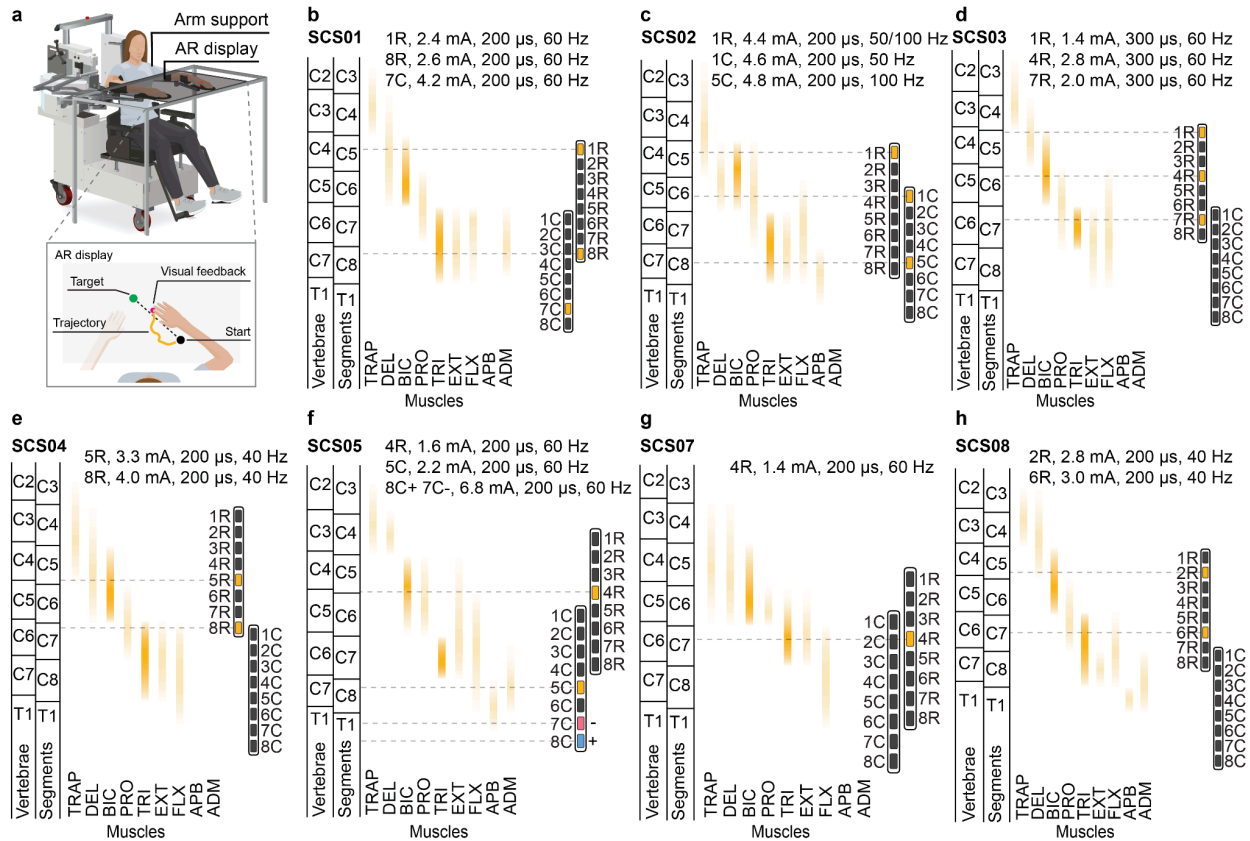 a
Arm support
AR display
AR display
Target
Visual feedback
Trajectory
Start
b
SCS01
1R, 2.4 mA, 200 µs, 60 Hz
8R, 2.6 mA, 200 µs, 60 Hz
7C, 4.2 mA, 200 µs, 60 Hz
C2
C3
C4
C5
C6
C7
T1
Vertebrae
C3
C4
C5
C6
C7
C8
T1
Segments
1R
2R
3R
4R
5R
6R
7R
8R
1C
2C
3C
4C
5C
6C
7C
8C
TRAP
DEL
BIC
PRO
TRI
EXT
FLX
APB
ADM
Muscles
c
SCS02
1R, 4.4 mA, 200 µs, 50/100 Hz
1C, 4.6 mA, 200 µs, 50 Hz
5C, 4.8 mA, 200 µs, 100 Hz
C2
C3
C4
C5
C6
C7
T1
Vertebrae
C3
C4
C5
C6
C7
C8
T1
Segments
1R
2R
3R
4R
5R
6R
7R
8R
1C
2C
3C
4C
5C
6C
7C
8C
TRAP
DEL
BIC
PRO
TRI
EXT
FLX
APB
ADM
Muscles
d
SCS03
1R, 1.4 mA, 300 µs, 60 Hz
4R, 2.8 mA, 300 µs, 60 Hz
7R, 2.0 mA, 300 µs, 60 Hz
C2
C3
C4
C5
C6
C7
T1
Vertebrae
C3
C4
C5
C6
C7
C8
T1
Segments
1R
2R
3R
4R
5R
6R
7R
8R
1C
2C
3C
4C
5C
6C
7C
8C
TRAP
DEL
BIC
PRO
TRI
EXT
FLX
APB
ADM
Muscles
e
SCS04
5R, 3.3 mA, 200 µs, 40 Hz
8R, 4.0 mA, 200 µs, 40 Hz
C2
C3
C4
C5
C6
C7
T1
Vertebrae
C3
C4
C5
C6
C7
C8
T1
Segments
1R
2R
3R
4R
5R
6R
7R
8R
1C
2C
3C
4C
5C
6C
7C
8C
TRAP
DEL
BIC
PRO
TRI
EXT
FLX
APB
ADM
Muscles
f
SCS05
4R, 1.6 mA, 200 µs, 60 Hz
5C, 2.2 mA, 200 µs, 60 Hz
8C+ 7C-, 6.8 mA, 200 µs, 60 Hz
C2
C3
C4
C5
C6
C7
T1
Vertebrae
C3
C4
C5
C6
C7
C8
T1
Segments
1R
2R
3R
4R
5R
6R
7R
8R
1C
2C
3C
4C
5C
6C
7C -
8C +
TRAP
DEL
BIC
PRO
TRI
EXT
FLX
APB
ADM
Muscles
g
SCS07
4R, 1.4 mA, 200 µs, 60 Hz
C2
C3
C4
C5
C6
C7
T1
Vertebrae
C3
C4
C5
C6
C7
C8
T1
Segments
1R
2R
3R
4R
5R
6R
7R
8R
1C
2C
3C
4C
5C
6C
7C
8C
TRAP
DEL
BIC
PRO
TRI
EXT
FLX
APB
ADM
Muscles
h
SCS08
2R, 2.8 mA, 200 µs, 40 Hz
6R, 3.0 mA, 200 µs, 40 Hz
C2
C3
C4
C5
C6
C7
T1
Vertebrae
C3
C4
C5
C6
C7
C8
T1
Segments
1R
2R
3R
4R
5R
6R
7R
8R
1C
2C
3C
4C
5C
6C
7C
8C
TRAP
DEL
BIC
PRO
TRI
EXT
FLX
APB
ADM
Muscles